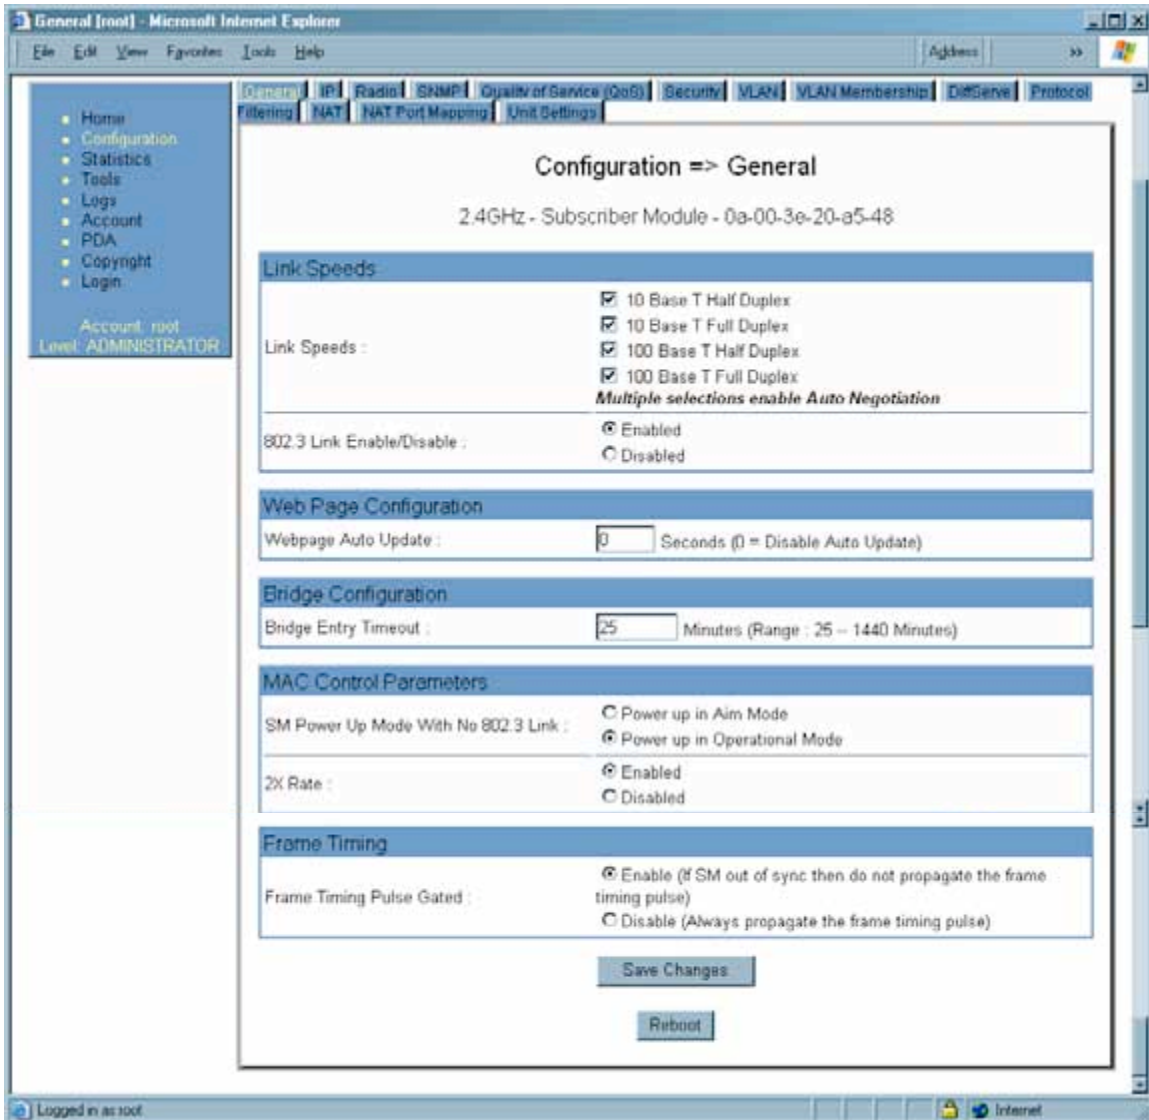 General [root] - Microsoft Internet Explorer
File Edit View Favorites Tools Help
Address
»
General IP Radio SNMP Quality of Service (QoS) Security VLAN VLAN Membership DiffServe Protocol
Filtering NAT NAT Port Mapping Unit Settings
Home
Configuration
Statistics
Tools
Logs
Account
PDA
Copyright
Login
Account: root
Level: ADMINISTRATOR
Configuration => General
2.4GHz - Subscriber Module - 0a-00-3e-20-a5-48
Link Speeds
Link Speeds :
10 Base T Half Duplex
10 Base T Full Duplex
100 Base T Half Duplex
100 Base T Full Duplex
Multiple selections enable Auto Negotiation
802.3 Link Enable/Disable :
Enabled
Disabled
Web Page Configuration
Webpage Auto Update :
0 Seconds (0 = Disable Auto Update)
Bridge Configuration
Bridge Entry Timeout :
25 Minutes (Range : 25 -- 1440 Minutes)
MAC Control Parameters
SM Power Up Mode With No 802.3 Link :
Power up in Aim Mode
Power up in Operational Mode
2X Rate :
Enabled
Disabled
Frame Timing
Frame Timing Pulse Gated :
Enable (If SM out of sync then do not propagate the frame
timing pulse)
Disable (Always propagate the frame timing pulse)
Save Changes
Reboot
Logged in as root
Internet